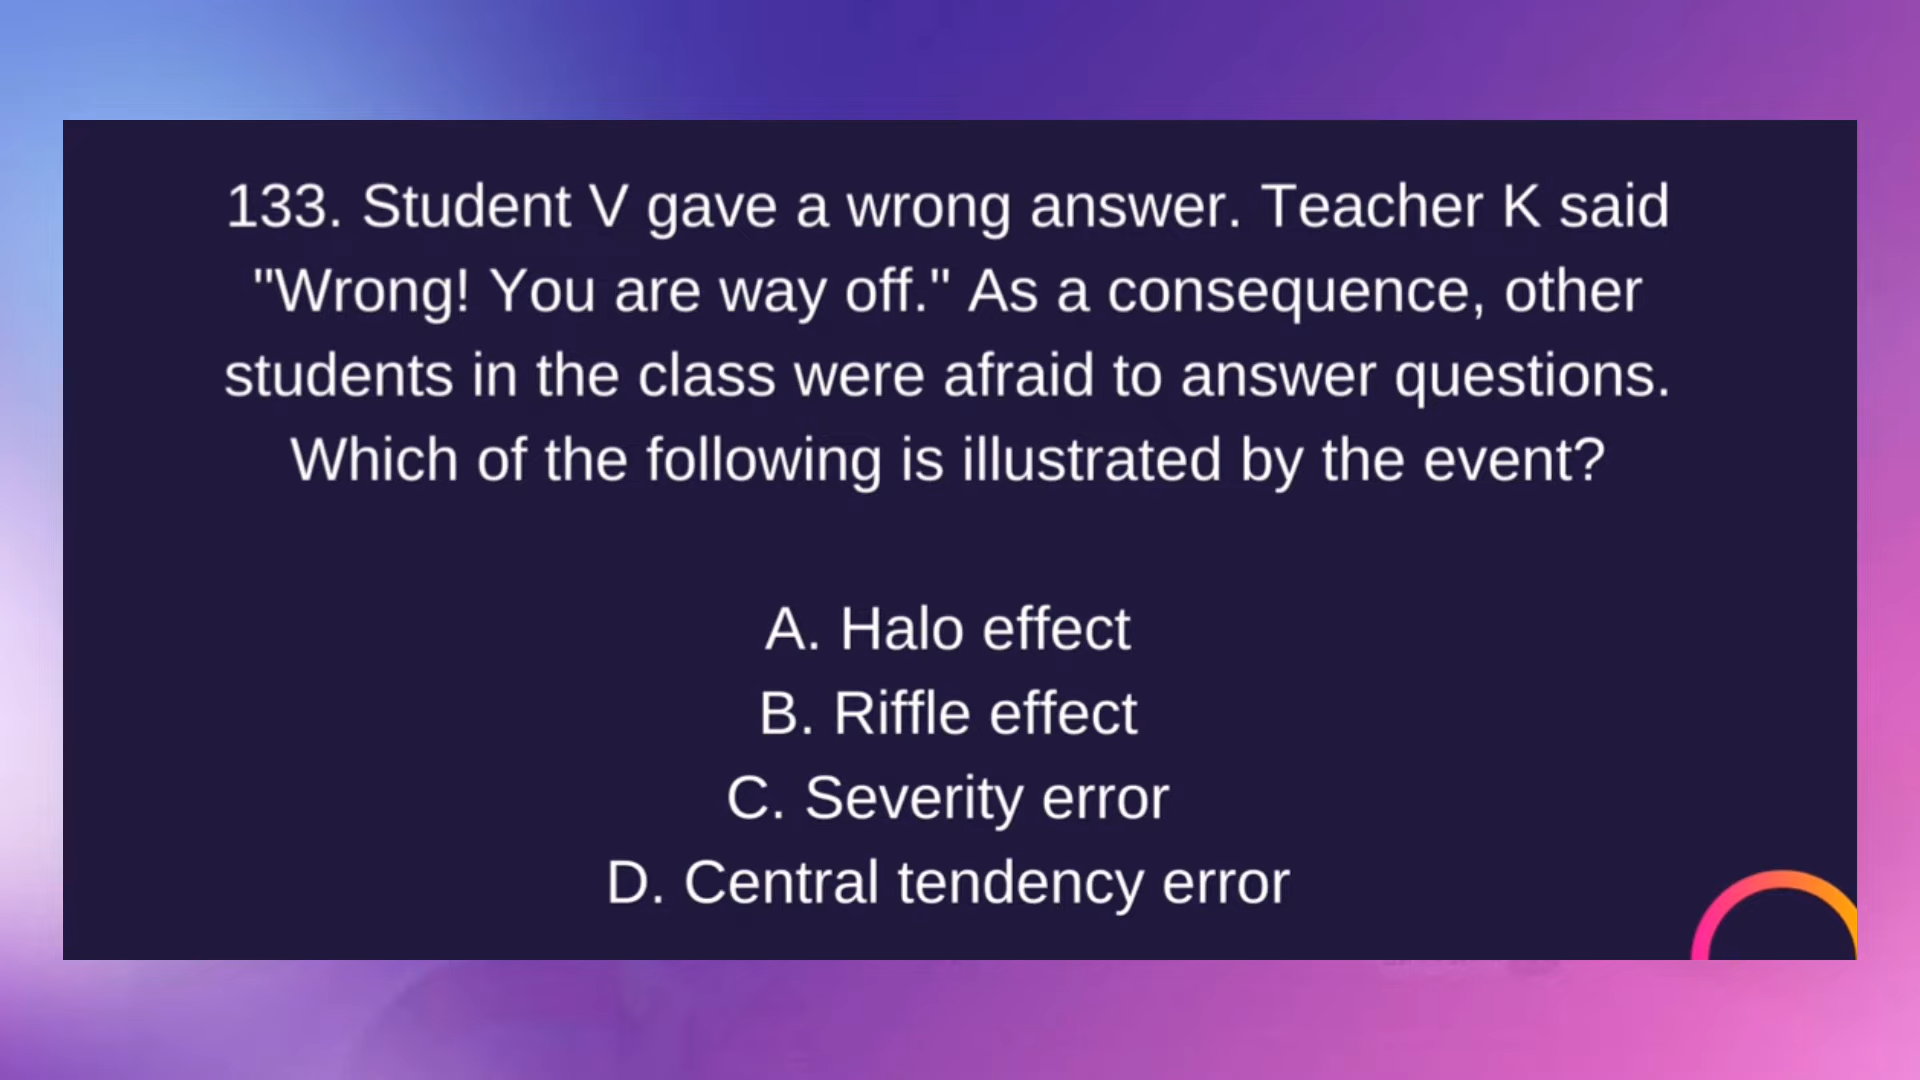 133. Student V gave a wrong answer. Teacher K said
"Wrong! You are way off." As a consequence, other
students in the class were afraid to answer questions.
Which of the following is illustrated by the event?
A. Halo effect
B. Riffle effect
C. Severity error
D. Central tendency error